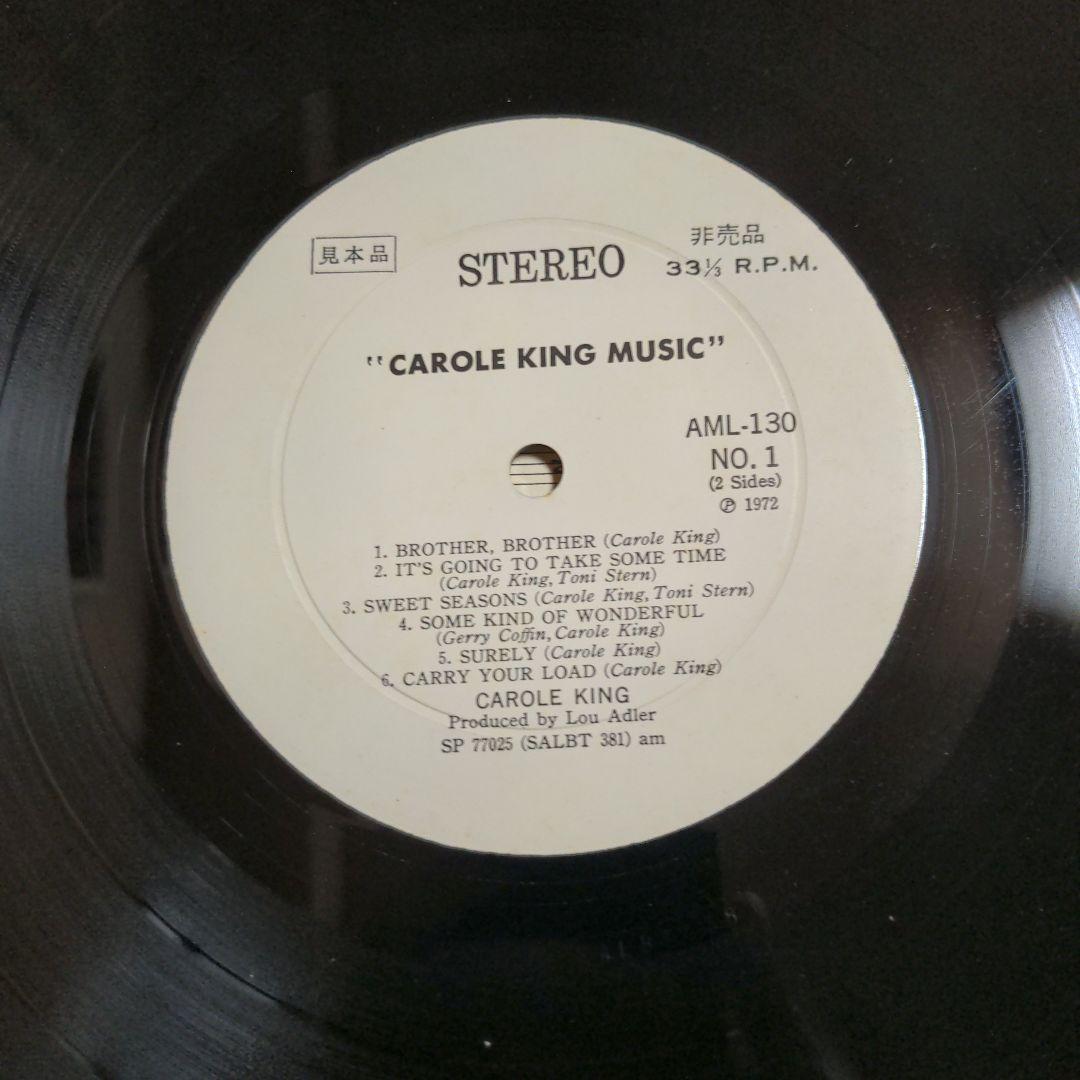 見本品
STEREO
非売品
33⅓ R.P.M.
"CAROLE KING MUSIC"
AML-130
NO. 1
(2 Sides)
Ⓟ 1972
1. BROTHER, BROTHER (Carole King)
2. IT'S GOING TO TAKE SOME TIME
(Carole King, Toni Stern)
3. SWEET SEASONS (Carole King, Toni Stern)
4. SOME KIND OF WONDERFUL
(Gerry Coffin, Carole King)
5. SURELY (Carole King)
6. CARRY YOUR LOAD (Carole King)
CAROLE KING
Produced by Lou Adler
SP 77025 (SALBT 381) am